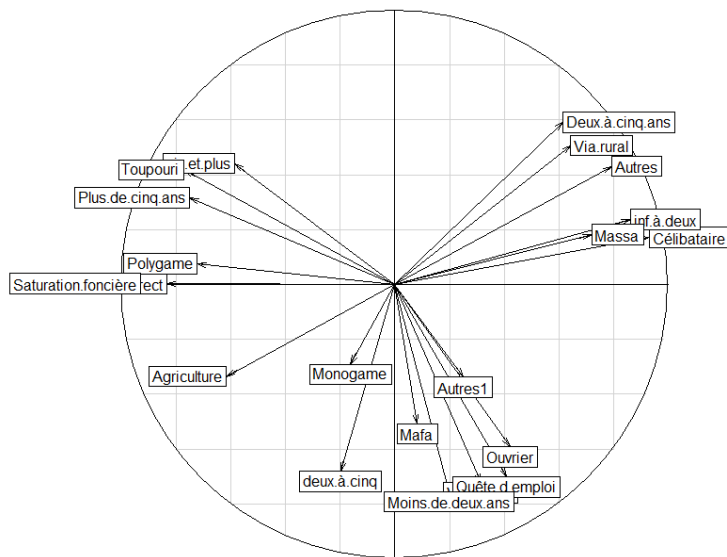 Deux.à.cinq.ans
Via.rural
Autres
.et.plus
Toupouri
Plus.de.cinq.ans
inf.à.deux
Massa
Célibataire
Polygame
Saturation.foncière
ect
Agriculture
Monogame
Autres1
Mafa
Ouvrier
deux.à.cinq
Quête.d.emploi
Moins.de.deux.ans